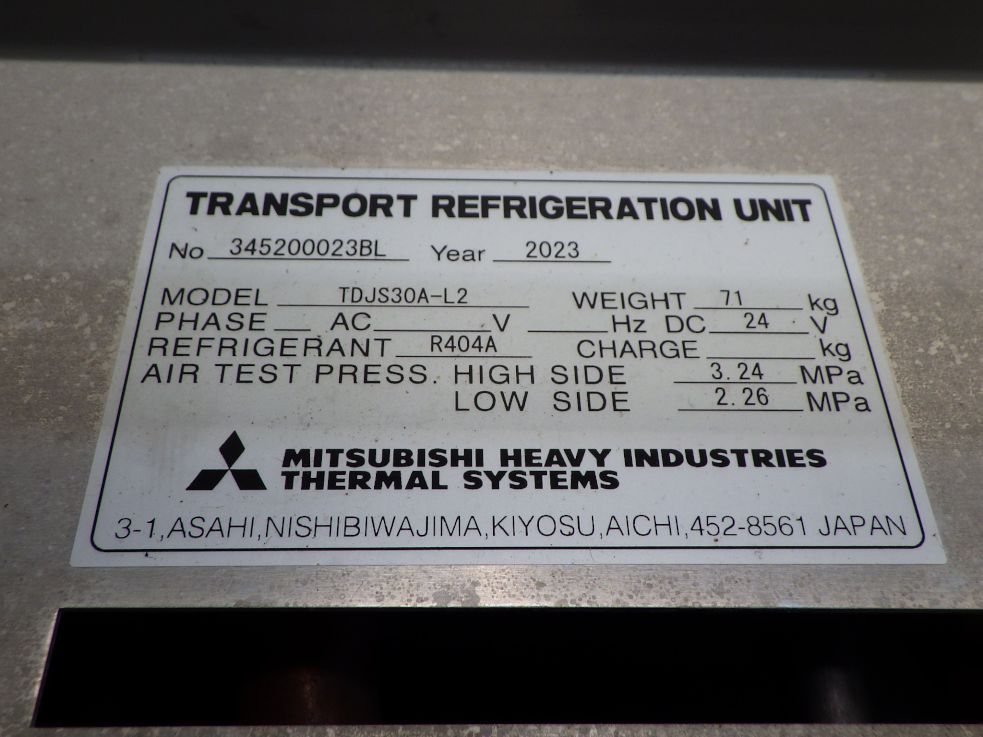 TRANSPORT REFRIGERATION UNIT
No 345200023BL Year 2023
MODEL TDJS30A-L2 WEIGHT 71 kg
PHASE AC V Hz DC 24 V
REFRIGERANT R404A CHARGE kg
AIR TEST PRESS. HIGH SIDE 3.24 MPa
LOW SIDE 2.26 MPa
MITSUBISHI HEAVY INDUSTRIES
THERMAL SYSTEMS
3-1,ASAHI,NISHIBIWAJIMA,KIYOSU,AICHI,452-8561 JAPAN